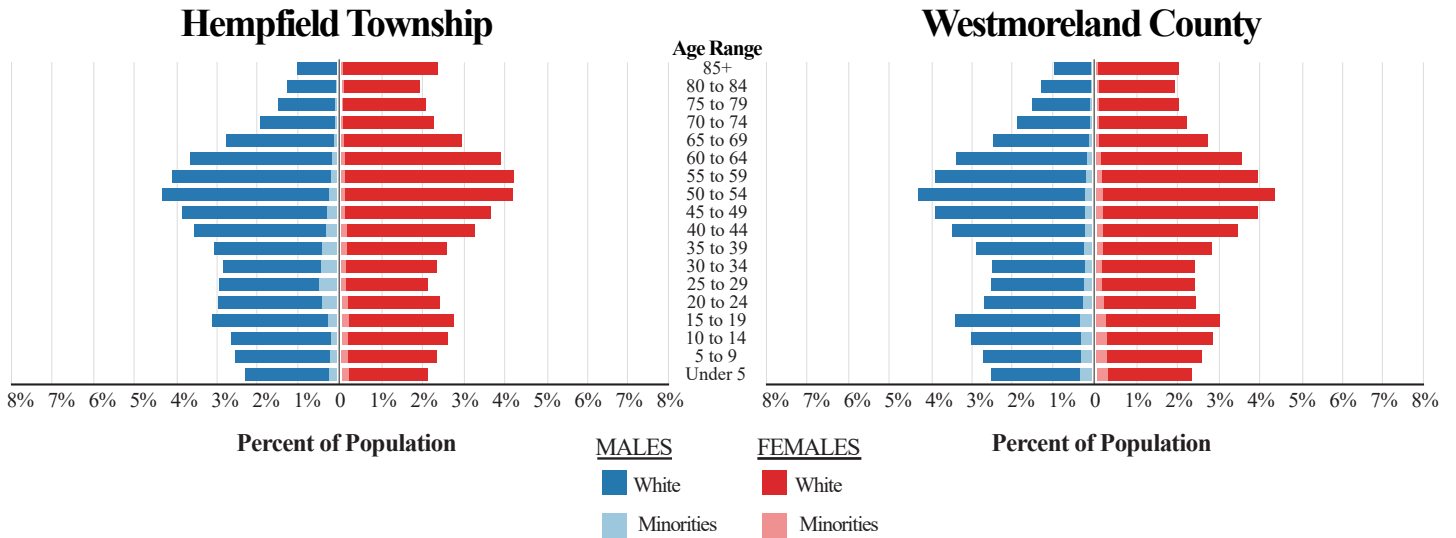 Hempfield Township
Westmoreland County
Age Range
85+
80 to 84
75 to 79
70 to 74
65 to 69
60 to 64
55 to 59
50 to 54
45 to 49
40 to 44
35 to 39
30 to 34
25 to 29
20 to 24
15 to 19
10 to 14
5 to 9
Under 5
8% 7% 6% 5% 4% 3% 2% 1% 0 1% 2% 3% 4% 5% 6% 7% 8%
8% 7% 6% 5% 4% 3% 2% 1% 0 1% 2% 3% 4% 5% 6% 7% 8%
Percent of Population
Percent of Population
MALES
White
Minorities
FEMALES
White
Minorities